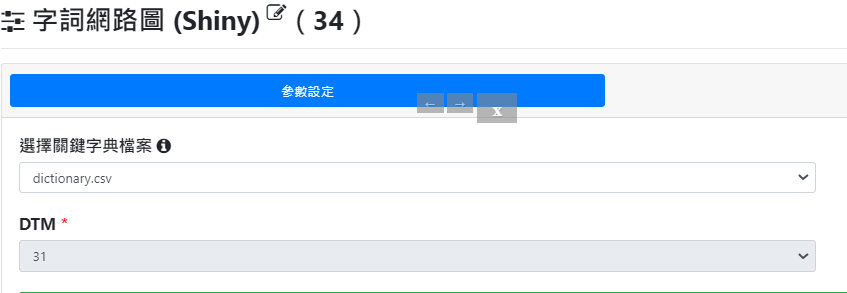 字詞網路圖 (Shiny) ( 34 )
參數設定
← → x
選擇關鍵字典檔案
dictionary.csv
DTM *
31